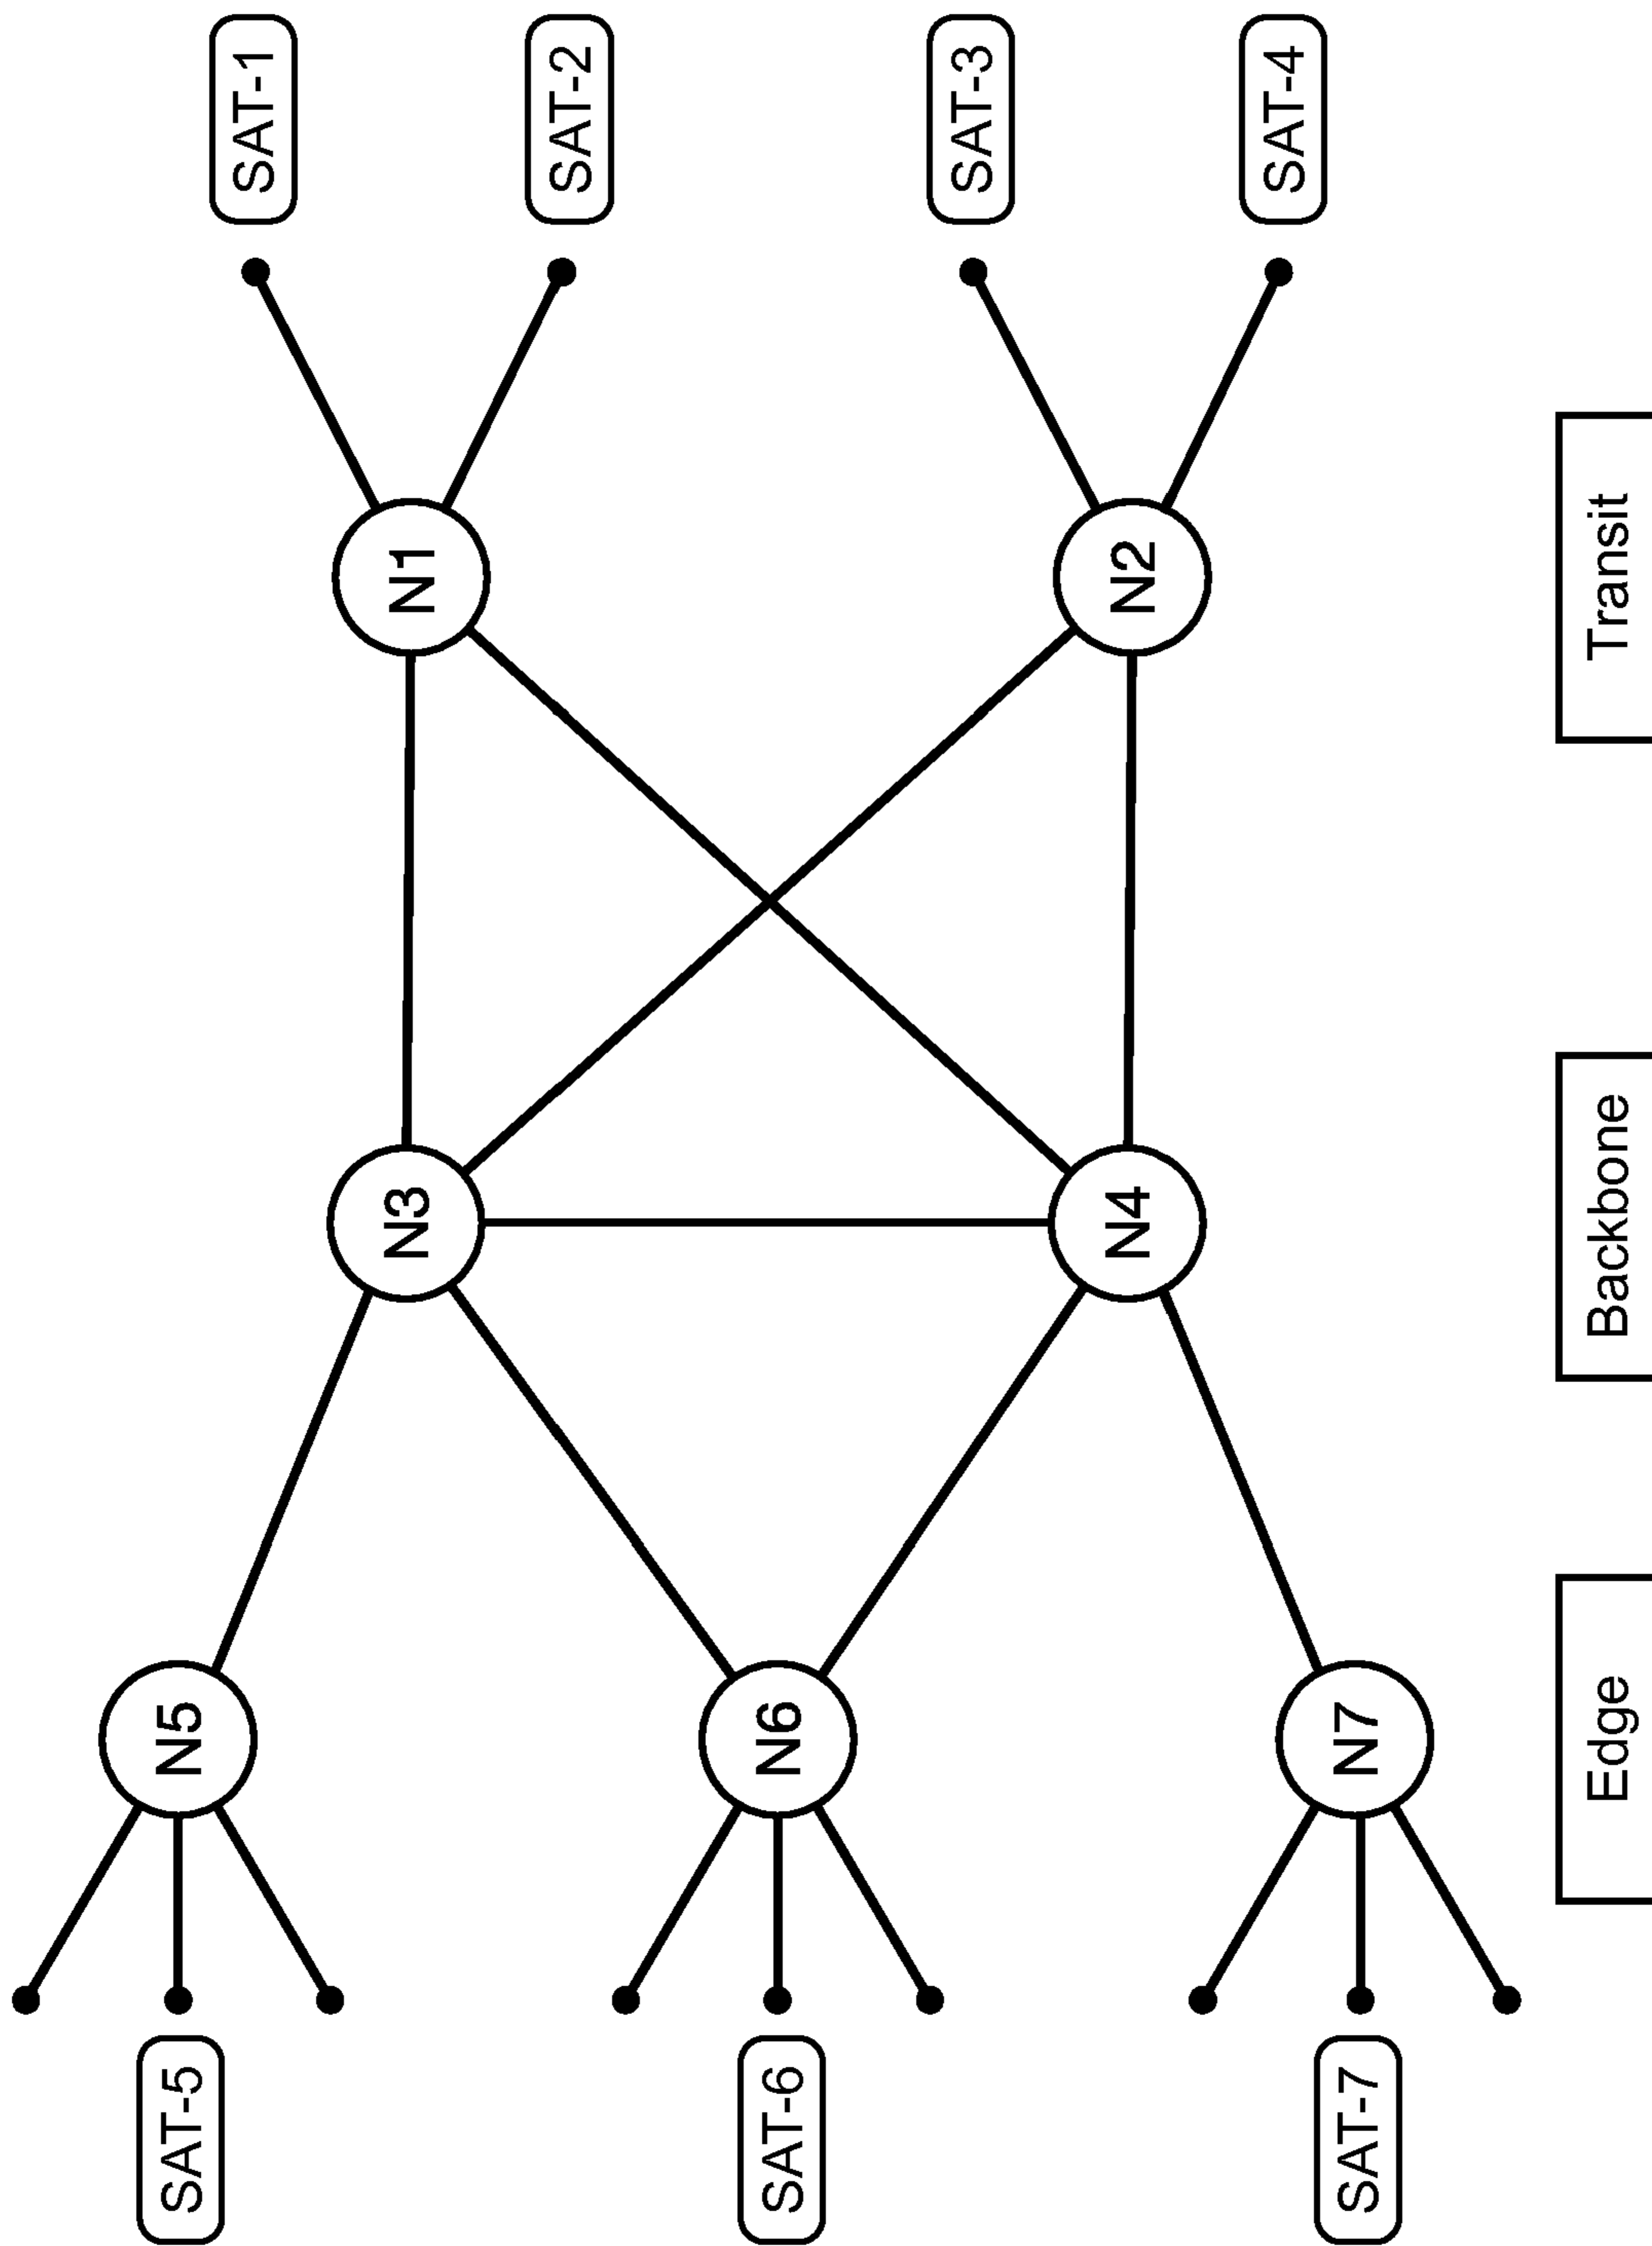 SAT-5
SAT-6
SAT-7
N5
N6
N7
Edge
N3
N4
Backbone
N1
N2
Transit
SAT-1
SAT-2
SAT-3
SAT-4